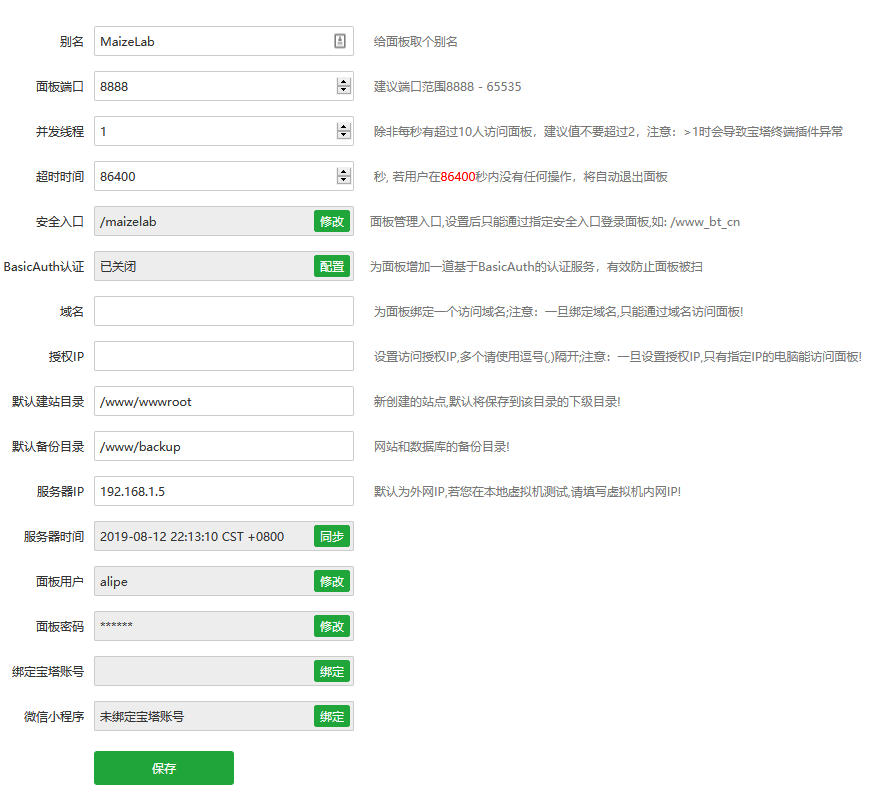 别名 MaizeLab 给面板取个别名
面板端口 8888 建议端口范围8888 - 65535
并发线程 1 除非每秒有超过10人访问面板，建议值不要超过2，注意：>1时会导致宝塔终端插件异常
超时时间 86400 秒, 若用户在86400秒内没有任何操作，将自动退出面板
安全入口 /maizelab 修改 面板管理入口,设置后只能通过指定安全入口登录面板,如: /www_bt_cn
BasicAuth认证 已关闭 配置 为面板增加一道基于BasicAuth的认证服务，有效防止面板被扫
域名 为面板绑定一个访问域名;注意：一旦绑定域名,只能通过域名访问面板!
授权IP 设置访问授权IP,多个请使用逗号(,)隔开;注意：一旦设置授权IP,只有指定IP的电脑能访问面板!
默认建站目录 /www/wwwroot 新创建的站点,默认将保存到该目录的下级目录!
默认备份目录 /www/backup 网站和数据库的备份目录!
服务器IP 192.168.1.5 默认为外网IP,若您在本地虚拟机测试,请填写虚拟机内网IP!
服务器时间 2019-08-12 22:13:10 CST +0800 同步
面板用户 alipe 修改
面板密码 ****** 修改
绑定宝塔账号 绑定
微信小程序 未绑定宝塔账号 绑定
保存